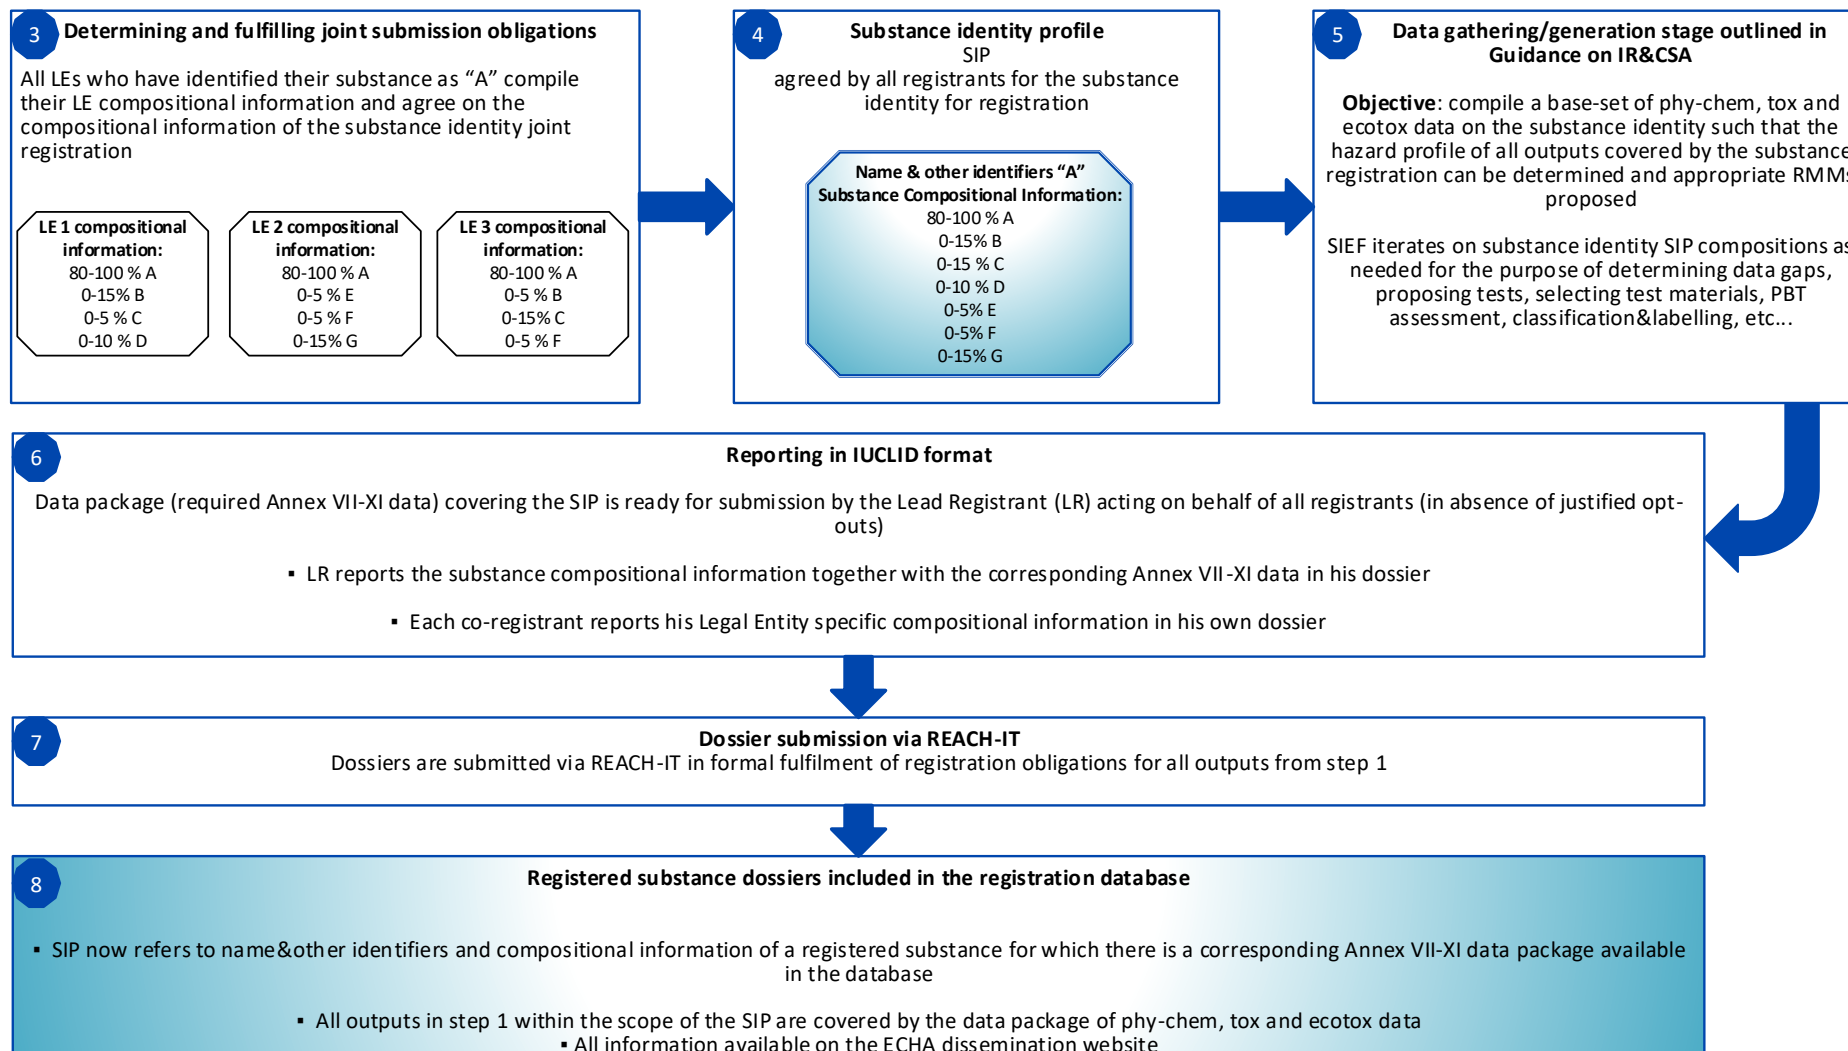 3
Determining and fulfilling joint submission obligations
All LEs who have identified their substance as “A” compile
their LE compositional information and agree on the
compositional information of the substance identity joint
registration
LE 1 compositional
information:
80-100 % A
0-15% B
0-5 % C
0-10 % D
LE 2 compositional
information:
80-100 % A
0-5 % E
0-5 % F
0-15% G
LE 3 compositional
information:
80-100 % A
0-5 % B
0-15% C
0-5 % F
4
Substance identity profile
SIP
agreed by all registrants for the substance
identity for registration
Name & other identifiers “A”
Substance Compositional Information:
80-100 % A
0-15% B
0-15 % C
0-10 % D
0-5% E
0-5% F
0-15% G
5
Data gathering/generation stage outlined in
Guidance on IR&CSA
Objective: compile a base-set of phy-chem, tox and
ecotox data on the substance identity such that the
hazard profile of all outputs covered by the substance
registration can be determined and appropriate RMMs
proposed
SIEF iterates on substance identity SIP compositions as
needed for the purpose of determining data gaps,
proposing tests, selecting test materials, PBT
assessment, classification&labelling, etc...
6
Reporting in IUCLID format
Data package (required Annex VII-XI data) covering the SIP is ready for submission by the Lead Registrant (LR) acting on behalf of all registrants (in absence of justified opt-
outs)
▪ LR reports the substance compositional information together with the corresponding Annex VII-XI data in his dossier
▪ Each co-registrant reports his Legal Entity specific compositional information in his own dossier
7
Dossier submission via REACH-IT
Dossiers are submitted via REACH-IT in formal fulfilment of registration obligations for all outputs from step 1
8
Registered substance dossiers included in the registration database
▪ SIP now refers to name&other identifiers and compositional information of a registered substance for which there is a corresponding Annex VII-XI data package available
in the database
▪ All outputs in step 1 within the scope of the SIP are covered by the data package of phy-chem, tox and ecotox data
▪ All information available on the ECHA dissemination website